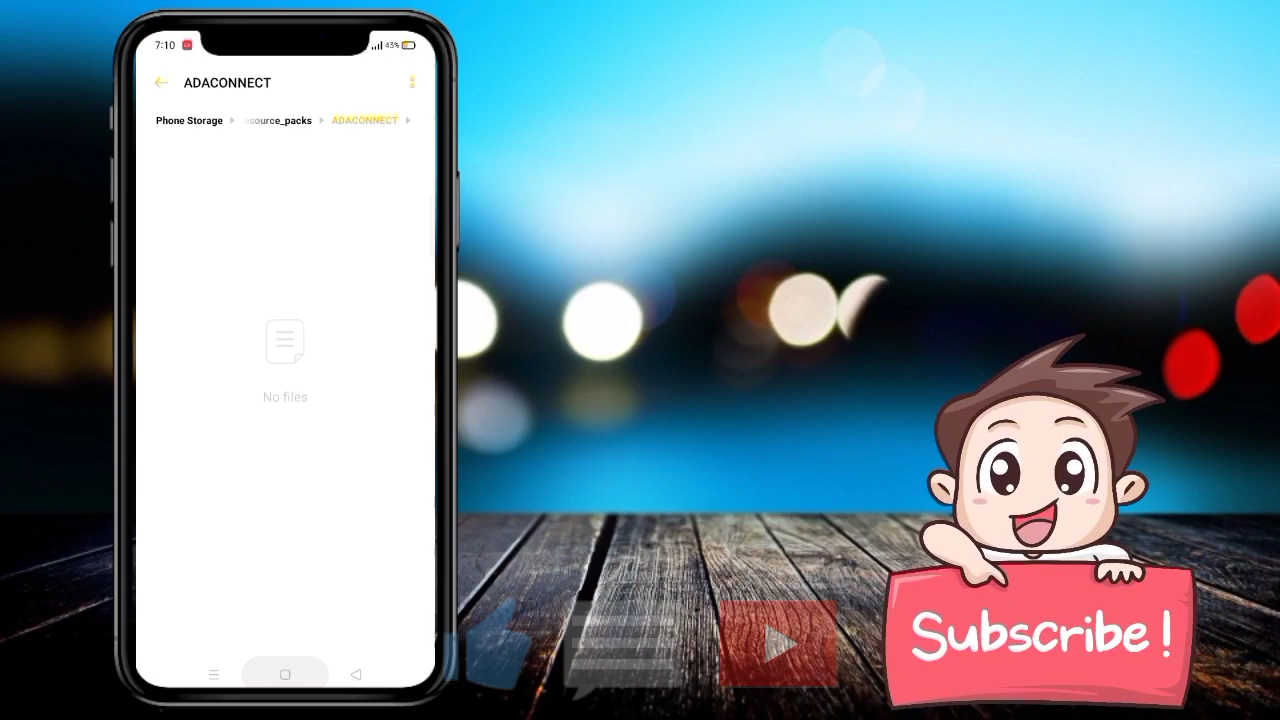 7:10 43%
ADACONNECT
Phone Storage source_packs ADACONNECT
No files
Subscribe!